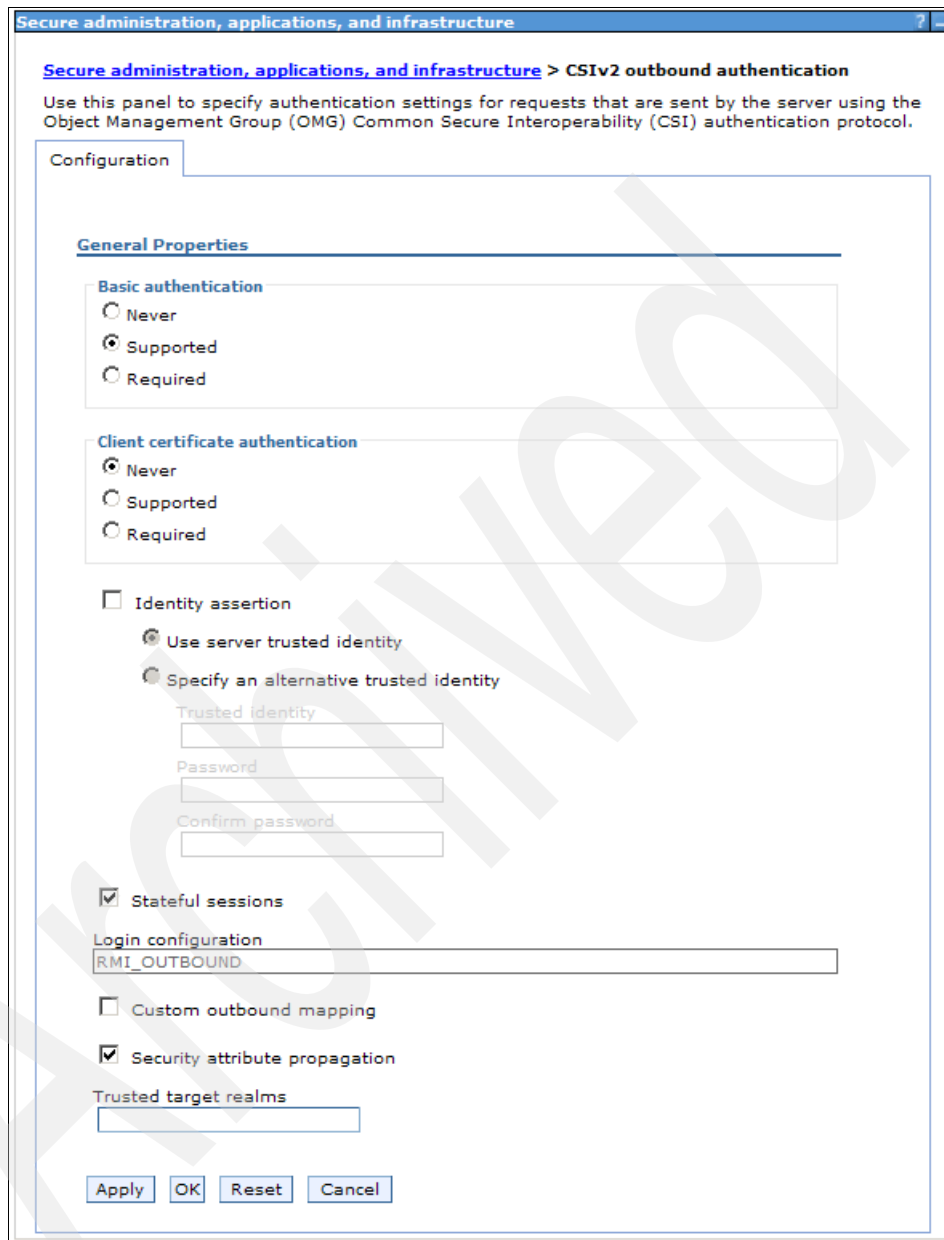 Secure administration, applications, and infrastructure ? –
Secure administration, applications, and infrastructure > CSIv2 outbound authentication
Use this panel to specify authentication settings for requests that are sent by the server using the
Object Management Group (OMG) Common Secure Interoperability (CSI) authentication protocol.
Configuration
General Properties
Basic authentication
Never
Supported
Required
Client certificate authentication
Never
Supported
Required
Identity assertion
Use server trusted identity
Specify an alternative trusted identity
Trusted identity
Password
Confirm password
Stateful sessions
Login configuration
RMI_OUTBOUND
Custom outbound mapping
Security attribute propagation
Trusted target realms
Apply OK Reset Cancel
Archived